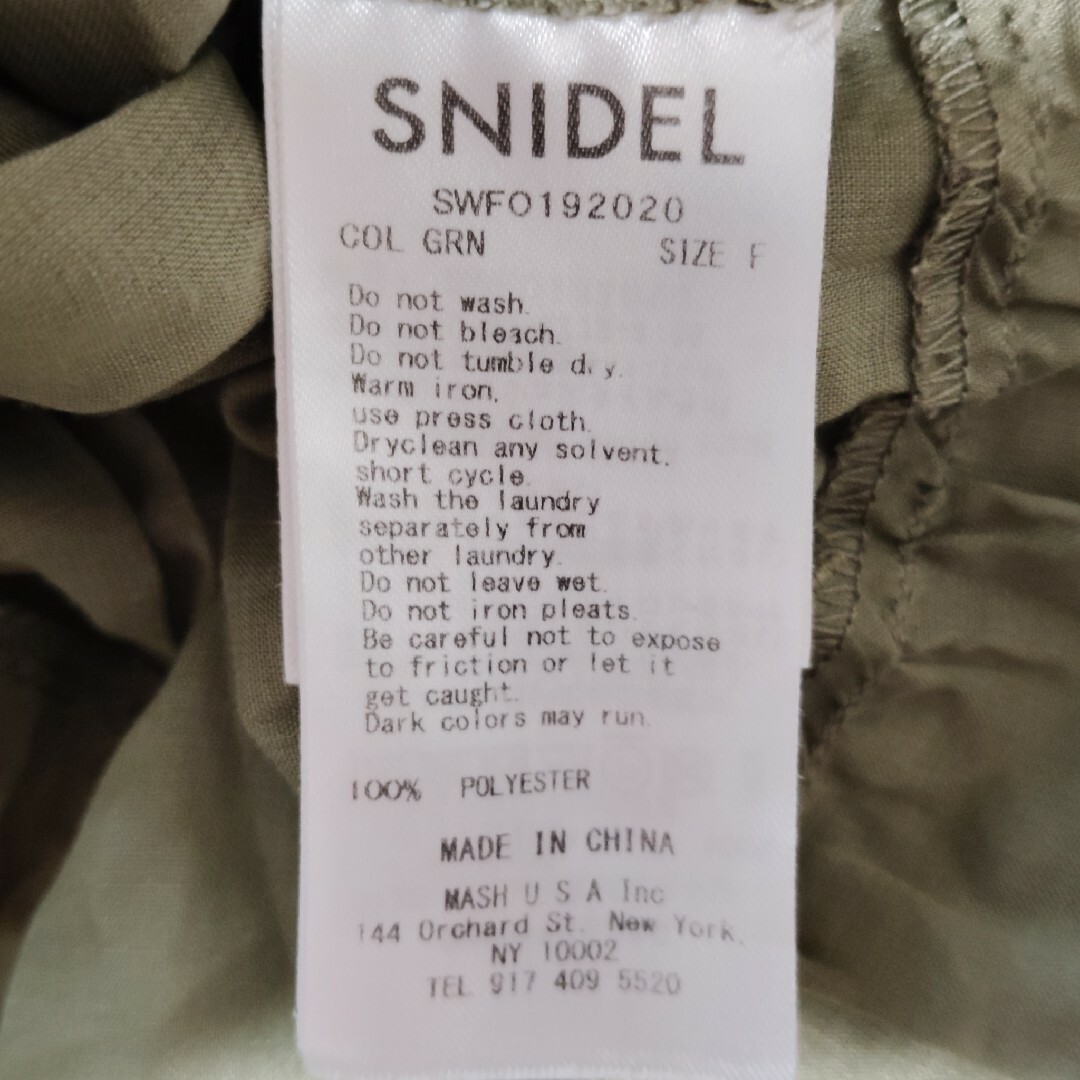 SNIDEL
SWFO192020
COL GRN SIZE F
Do not wash.
Do not bleach.
Do not tumble dry.
Warm iron,
use press cloth.
Dryclean any solvent,
short cycle.
Wash the laundry
separately from
other laundry.
Do not leave wet.
Do not iron pleats.
Be careful not to expose
to friction or let it
get caught.
Dark colors may run.
100% POLYESTER
MADE IN CHINA
MASH U S A Inc
144 Orchard St. New York,
NY 10002
TEL 917 409 5520